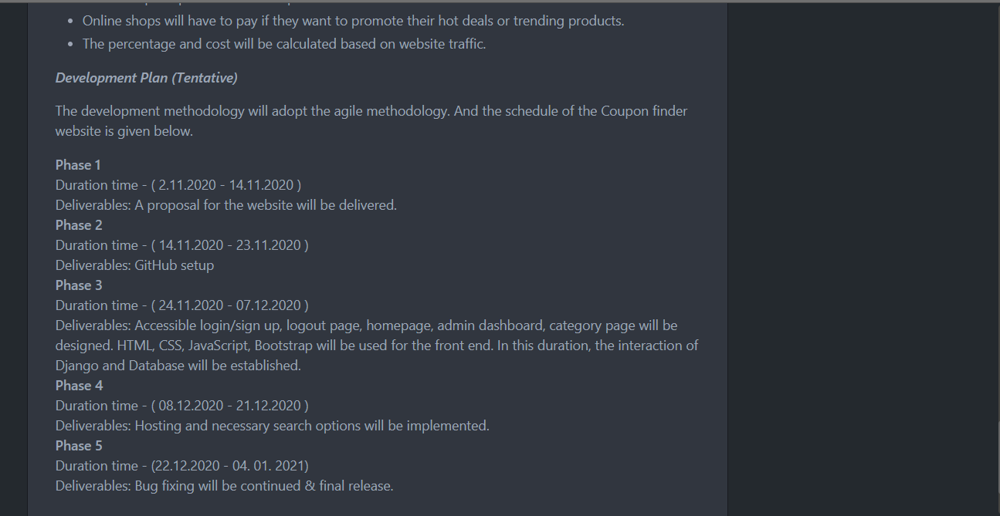 Online shops will have to pay if they want to promote their hot deals or trending products.
The percentage and cost will be calculated based on website traffic.
Development Plan (Tentative)
The development methodology will adopt the agile methodology. And the schedule of the Coupon finder
website is given below.
Phase 1
Duration time - ( 2.11.2020 - 14.11.2020 )
Deliverables: A proposal for the website will be delivered.
Phase 2
Duration time - ( 14.11.2020 - 23.11.2020 )
Deliverables: GitHub setup
Phase 3
Duration time - ( 24.11.2020 - 07.12.2020 )
Deliverables: Accessible login/sign up, logout page, homepage, admin dashboard, category page will be
designed. HTML, CSS, JavaScript, Bootstrap will be used for the front end. In this duration, the interaction of
Django and Database will be established.
Phase 4
Duration time - ( 08.12.2020 - 21.12.2020 )
Deliverables: Hosting and necessary search options will be implemented.
Phase 5
Duration time - (22.12.2020 - 04. 01. 2021)
Deliverables: Bug fixing will be continued & final release.